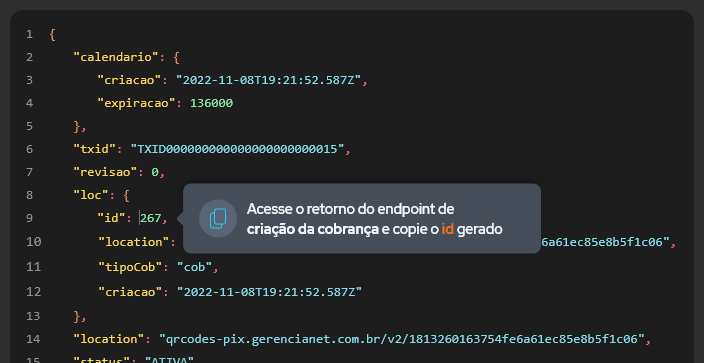 1 {
2 "calendario": {
3 "criacao": "2022-11-08T19:21:52.587Z",
4 "expiracao": 136000
5 },
6 "txid": "TXID000000000000000000000015",
7 "revisao": 0,
8 "loc": {
9 "id": 267,
Acesse o retorno do endpoint de
criação da cobrança e copie o id gerado
10 "location": 6a61ec85e8b5f1c06",
11 "tipoCob": "cob",
12 "criacao": "2022-11-08T19:21:52.587Z"
13 },
14 "location": "qrcodes-pix.gerencianet.com.br/v2/1813260163754fe6a61ec85e8b5f1c06",
15 "status": "ATIVA"